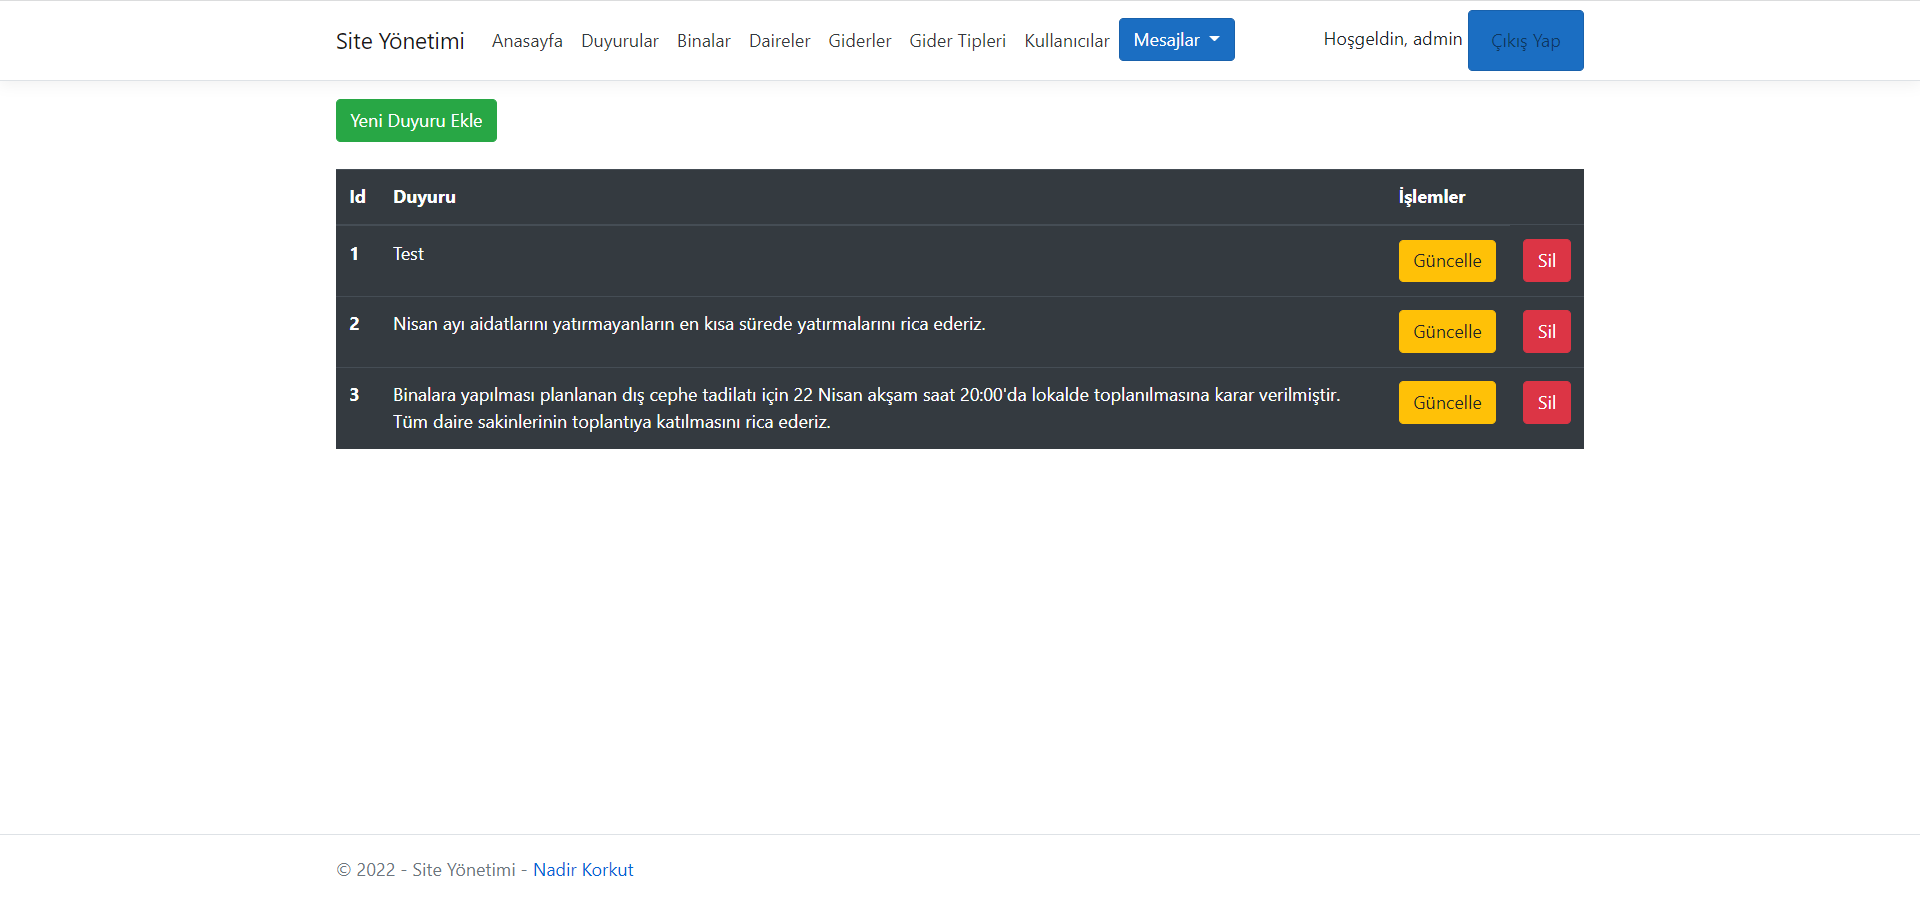 Site Yönetimi Anasayfa Duyurular Binalar Daireler Giderler Gider Tipleri Kullanıcılar Mesajlar Hoşgeldin, admin Çıkış Yap
Yeni Duyuru Ekle
Id Duyuru İşlemler
1 Test Güncelle Sil
2 Nisan ayı aidatlarını yatırmayanların en kısa sürede yatırmalarını rica ederiz. Güncelle Sil
3 Binalara yapılması planlanan dış cephe tadilatı için 22 Nisan akşam saat 20:00'da lokalde toplanılmasına karar verilmiştir. Güncelle Sil
Tüm daire sakinlerinin toplantıya katılmasını rica ederiz.
© 2022 - Site Yönetimi - Nadir Korkut